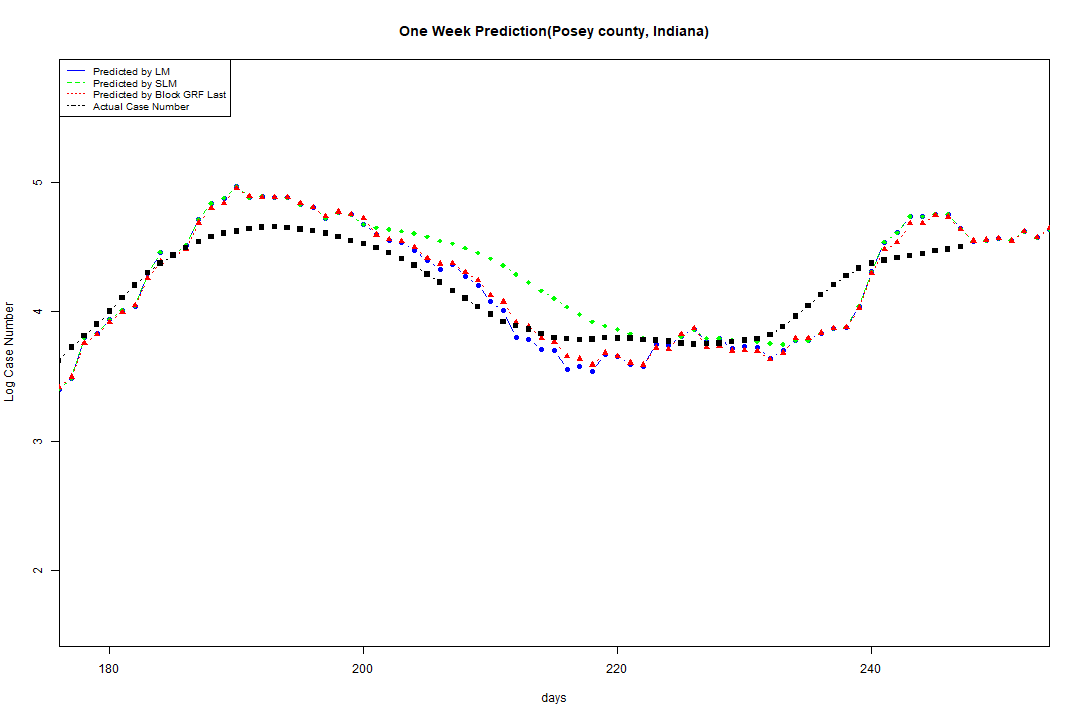 One Week Prediction(Posey county, Indiana)
Predicted by LM
Predicted by SLM
Predicted by Block GRF Last
Actual Case Number
5
4
3
2
Log Case Number
180 200 220 240
days